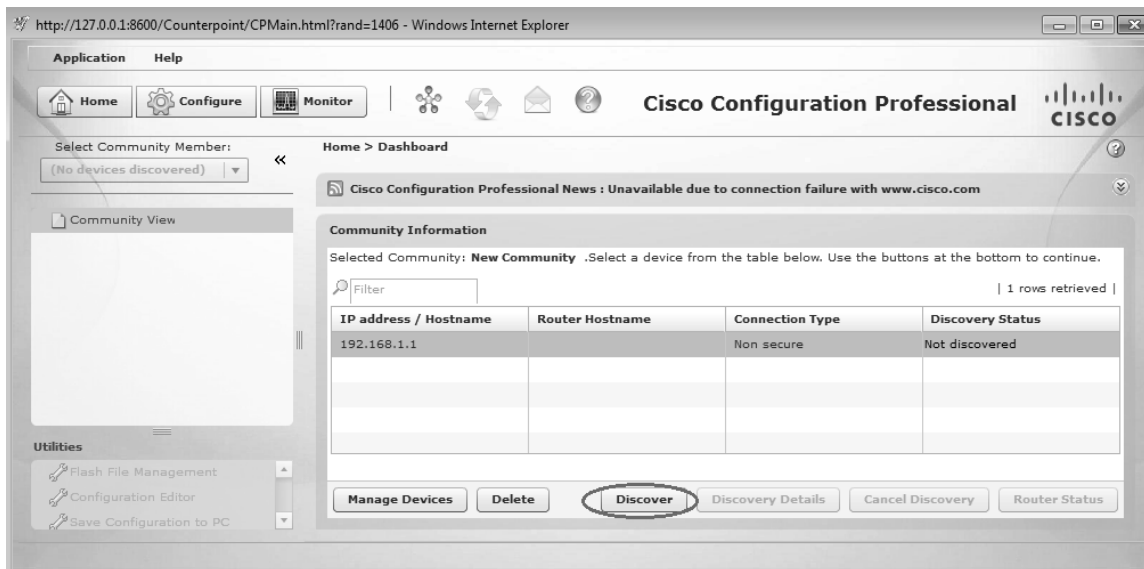 http://127.0.0.1:8600/Counterpoint/CPMain.html?rand=1406 - Windows Internet Explorer
Application Help
Home Configure Monitor Cisco Configuration Professional CISCO
Select Community Member:
(No devices discovered)
Home > Dashboard
Cisco Configuration Professional News : Unavailable due to connection failure with www.cisco.com
Community View
Community Information
Selected Community: New Community .Select a device from the table below. Use the buttons at the bottom to continue.
Filter | 1 rows retrieved |
IP address / Hostname Router Hostname Connection Type Discovery Status
192.168.1.1 Non secure Not discovered
Utilities
Flash File Management
Configuration Editor
Save Configuration to PC
Manage Devices Delete Discover Discovery Details Cancel Discovery Router Status